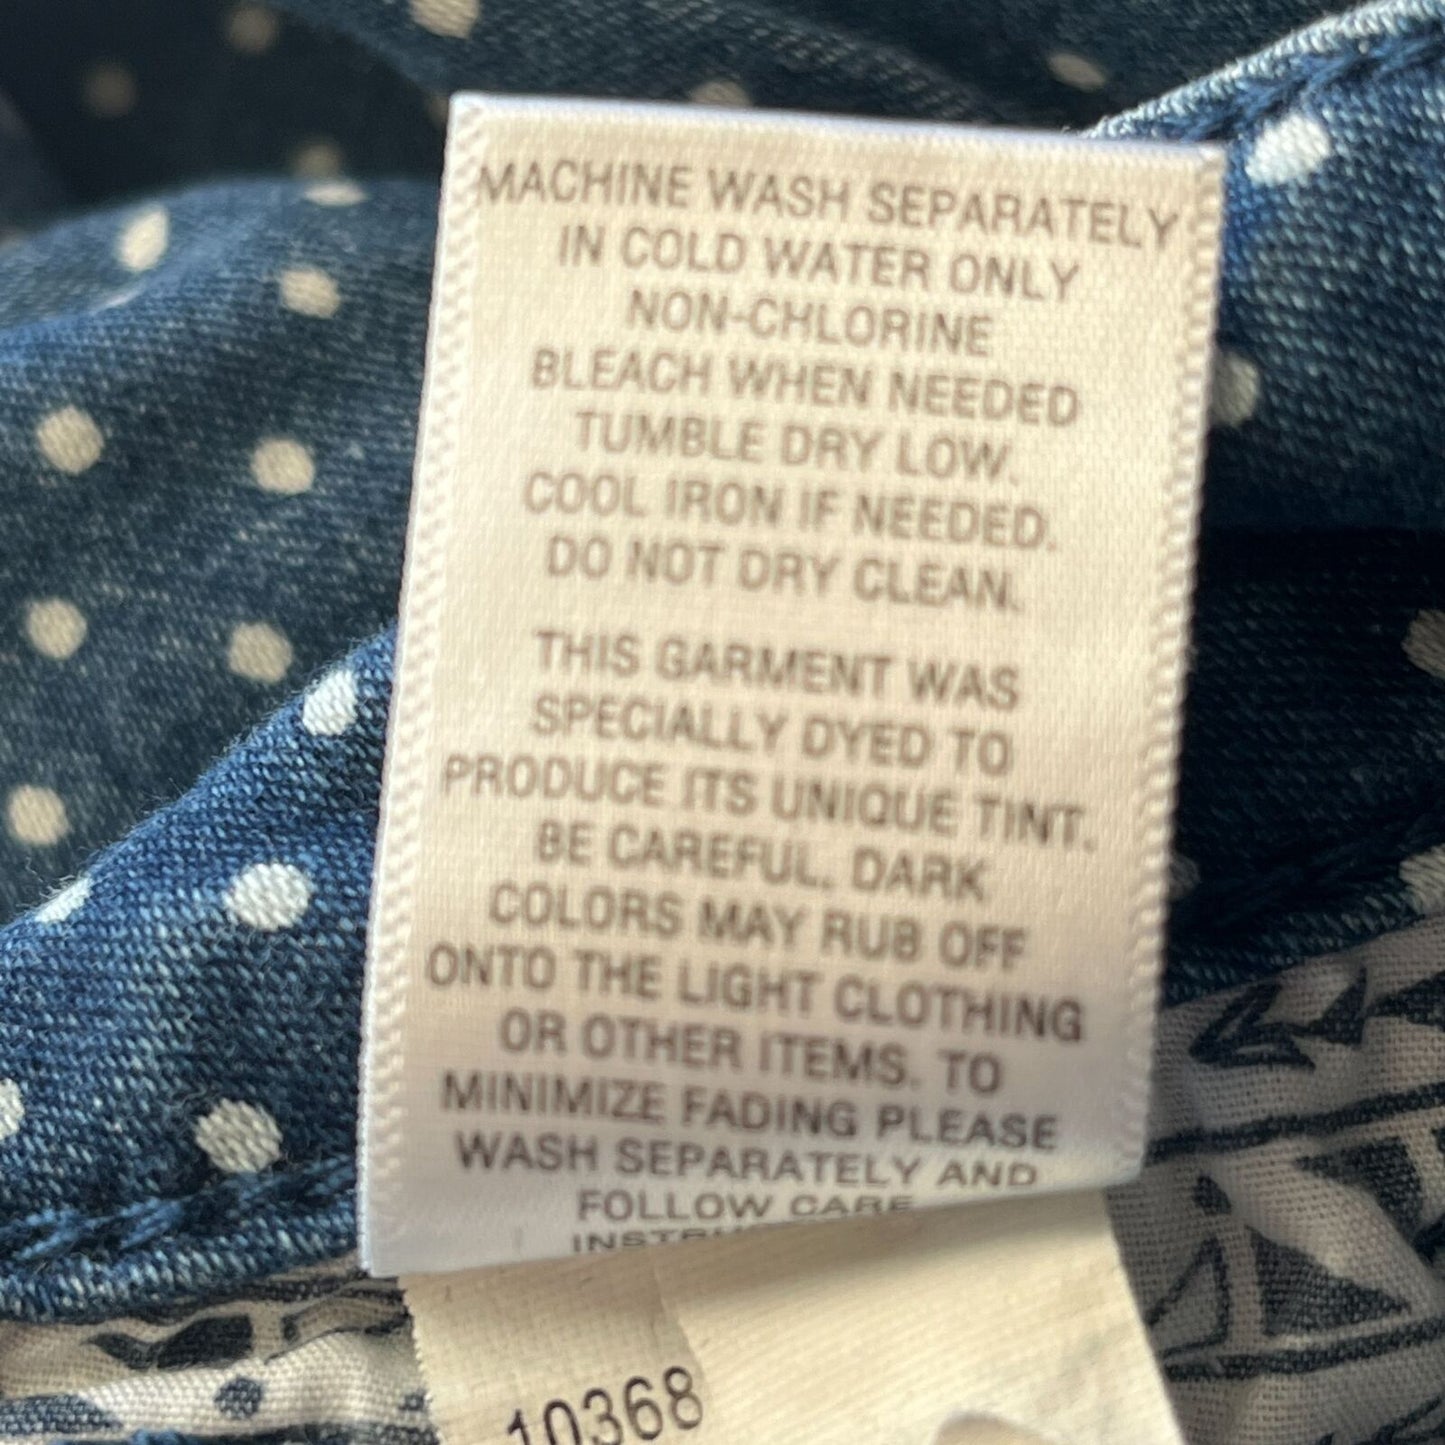 MACHINE WASH SEPARATELY
IN COLD WATER ONLY
NON-CHLORINE
BLEACH WHEN NEEDED
TUMBLE DRY LOW.
COOL IRON IF NEEDED.
DO NOT DRY CLEAN.
THIS GARMENT WAS
SPECIALLY DYED TO
PRODUCE ITS UNIQUE TINT.
BE CAREFUL. DARK
COLORS MAY RUB OFF
ONTO THE LIGHT CLOTHING
OR OTHER ITEMS. TO
MINIMIZE FADING PLEASE
WASH SEPARATELY AND
FOLLOW CARE
10368